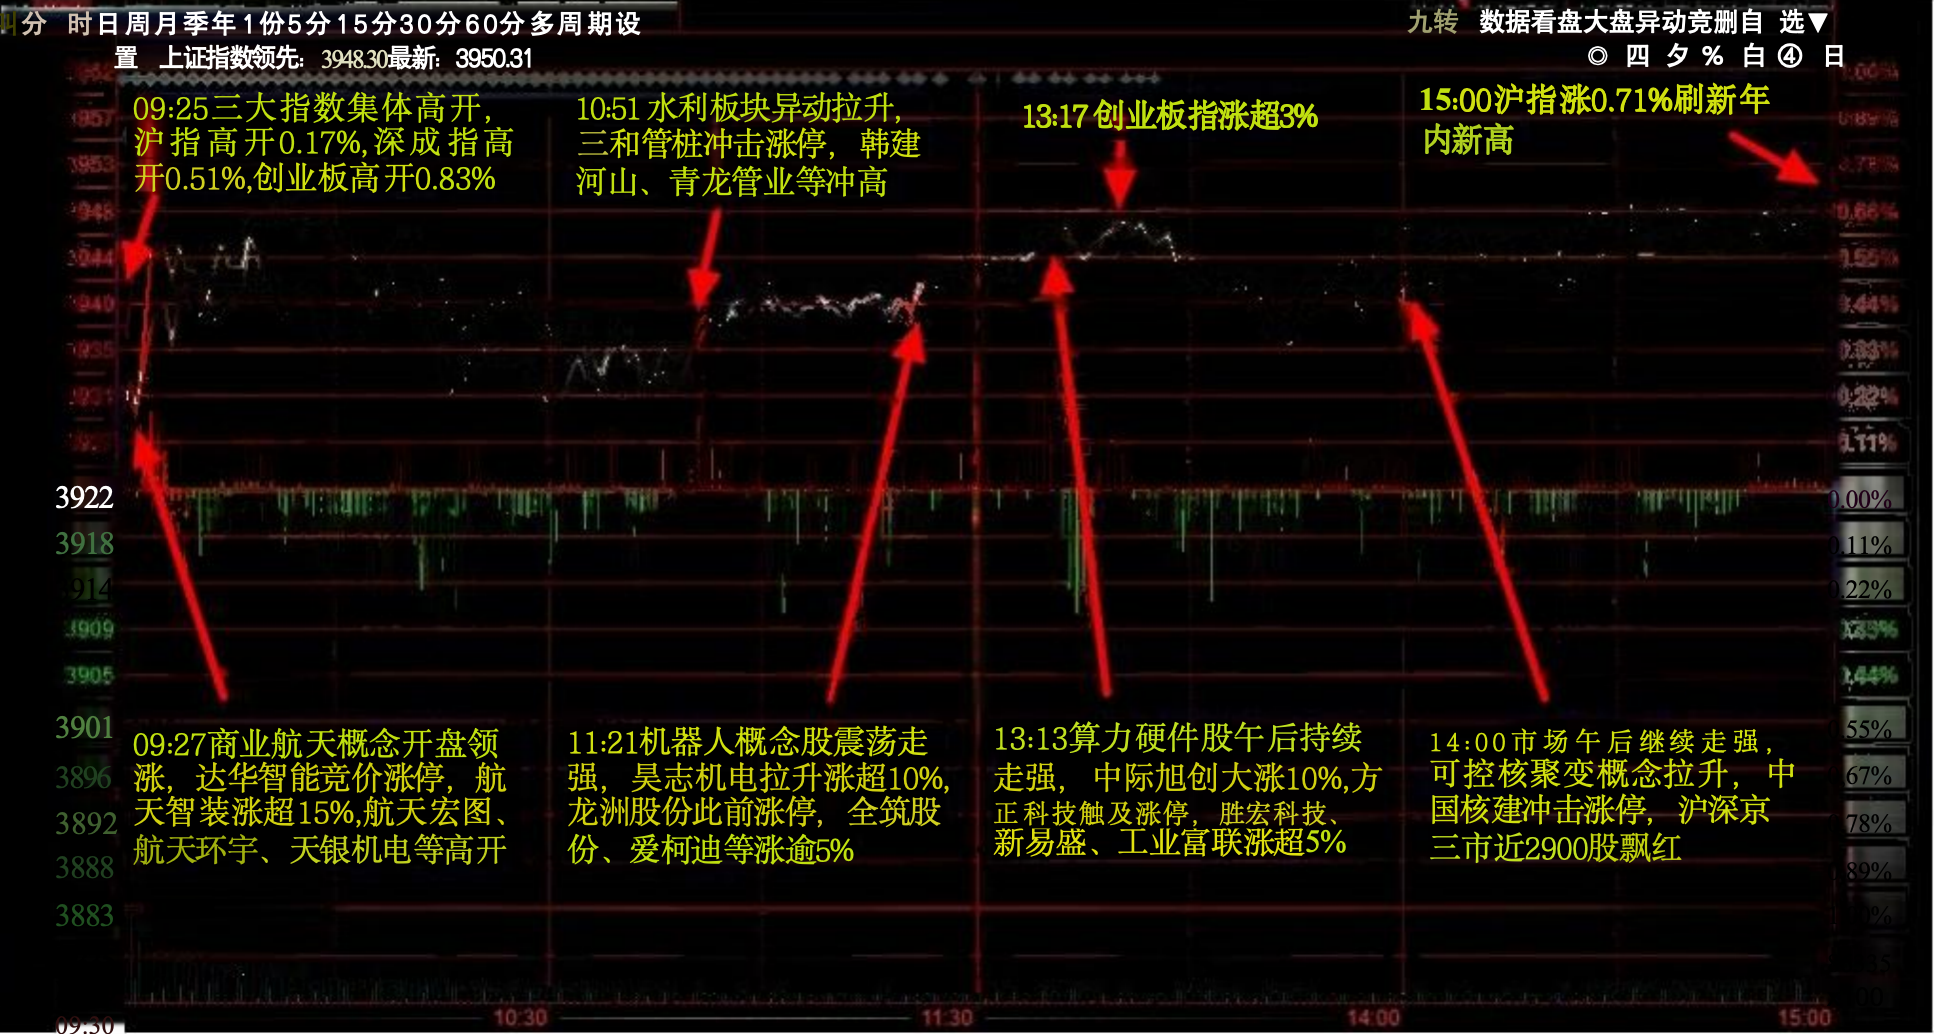 分 时日周月季年1份5分15分30分60分多周期设
九转 数据看盘大盘异动竞删自 选▼
置 上证指数领先: 3948.30最新: 3950.31
◎ 四 夕 % 白 ④ 日
09:25三大指数集体高开,
沪指高开0.17%,深成指高
开0.51%,创业板高开0.83%
10:51 水利板块异动拉升,
三和管桩冲击涨停, 韩建
河山、青龙管业等冲高
13:17 创业板指涨超3%
15:00沪指涨0.71%刷新年
内新高
3922
3918
3914
3909
3905
3901
3896
3892
3888
3883
0.66%
0.55%
0.44%
0.33%
0.22%
0.11%
0.00%
0.11%
0.22%
0.33%
0.44%
55%
67%
78%
89%
09:27商业航天概念开盘领
涨, 达华智能竞价涨停, 航
天智装涨超15%,航天宏图、
航天环宇、天银机电等高开
11:21机器人概念股震荡走
强, 昊志机电拉升涨超10%,
龙洲股份此前涨停, 全筑股
份、爱柯迪等涨逾5%
13:13算力硬件股午后持续
走强, 中际旭创大涨10%,方
正科技触及涨停, 胜宏科技、
新易盛、工业富联涨超5%
14:00市场午后继续走强,
可控核聚变概念拉升, 中
国核建冲击涨停, 沪深京
三市近2900股飘红
09:30
10:30
11:30
14:00
15:00